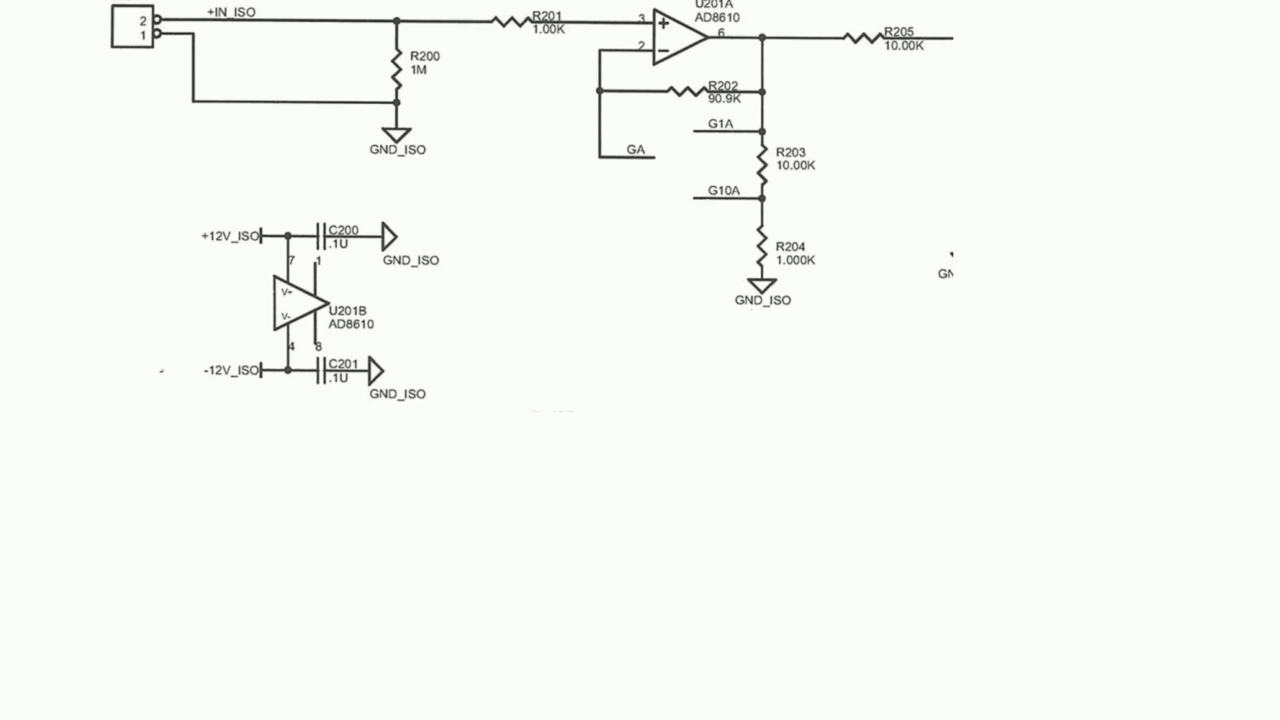 +IN_ISO
2
1
R200
1M
GND_ISO
R201
1.00K
U201A
AD8610
3
2
6
+
−
R202
90.9K
GA
G1A
R203
10.00K
G10A
R204
1.000K
GND_ISO
R205
10.00K
GN
+12V_ISO
C200
.1U
GND_ISO
7
1
V+
V-
U201B
AD8610
4
8
-12V_ISO
C201
.1U
GND_ISO